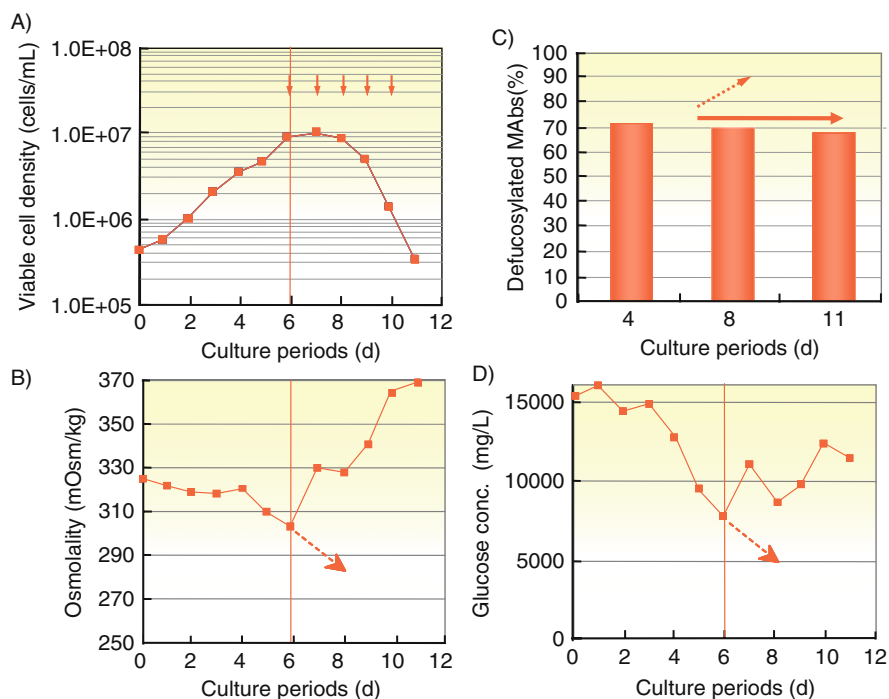 A)
Viable cell density (cells/mL)
1.0E+08
1.0E+07
1.0E+06
1.0E+05
0 2 4 6 8 10 12
Culture periods (d)
B)
Osmolality (mOsm/kg)
370
350
330
310
290
270
250
0 2 4 6 8 10 12
Culture periods (d)
C)
Defucosylated MAbs(%)
100
90
80
70
60
50
40
30
20
10
0
4 8 11
Culture periods (d)
D)
Glucose conc. (mg/L)
15000
10000
5000
0
0 2 4 6 8 10 12
Culture periods (d)